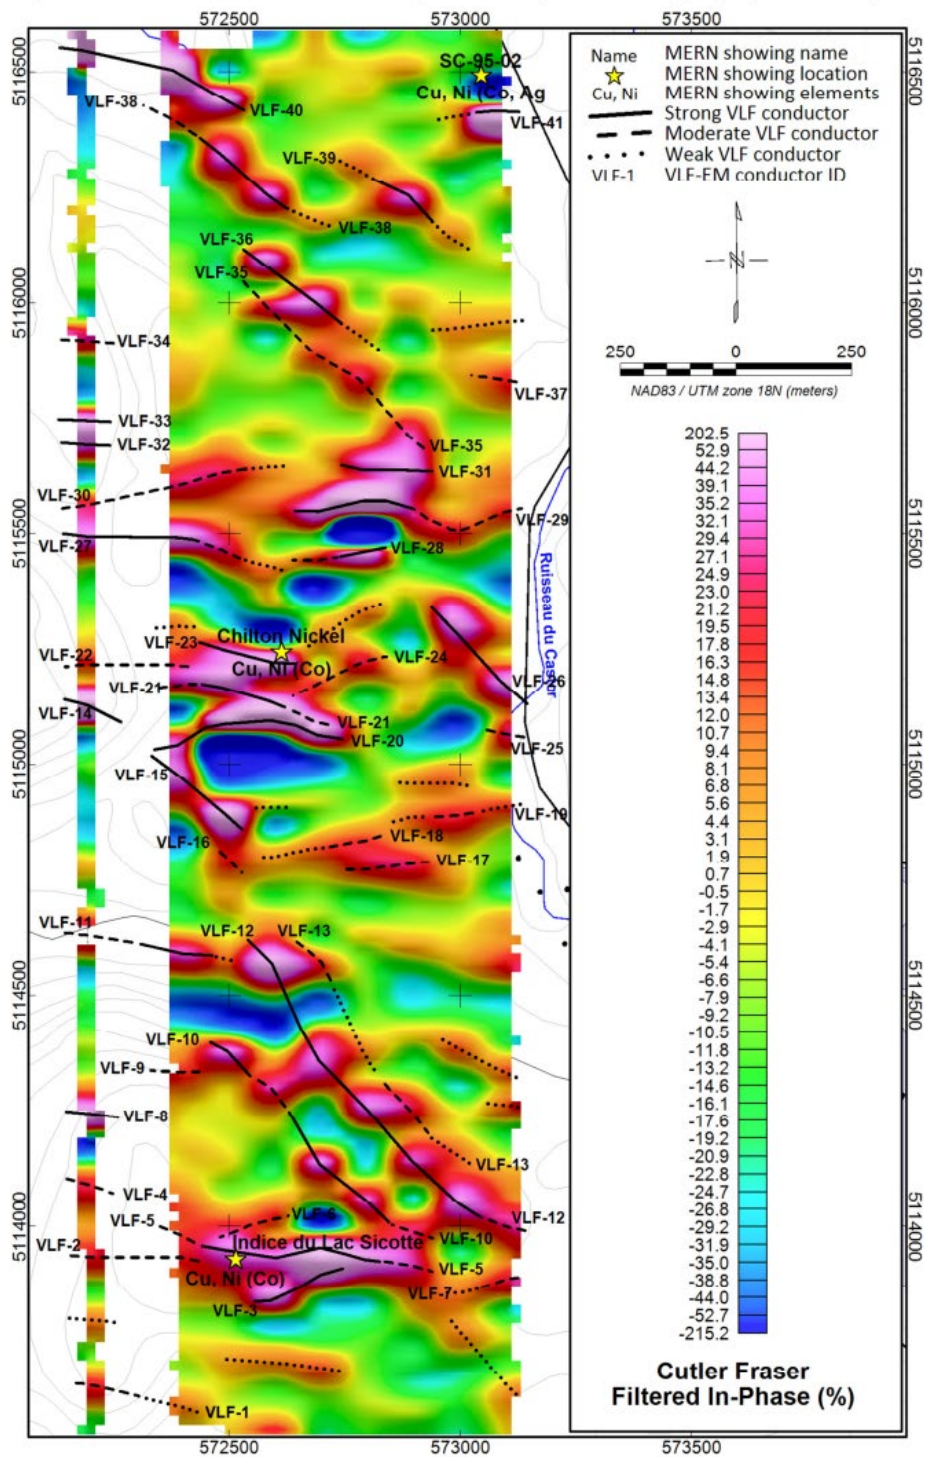 572500
573000
573500
5116500
5116000
5115500
5115000
5114500
5114000
SC-95-02
Cu, Ni (Co, Ag
VLF-38
VLF-40
VLF-41
VLF-39
VLF-38
VLF-36
VLF-35
VLF-34
VLF-37
VLF-33
VLF-32
VLF-35
VLF-31
VLF-30
VLF-29
VLF-27
VLF-28
Ruisseau du Castor
Chilton Nickel
VLF-23
VLF-22
Cu, Ni (Co)
VLF-24
VLF-21
VLF-26
VLF-14
VLF-21
VLF-20
VLF-25
VLF-15
VLF-19
VLF-16
VLF-18
VLF-17
VLF-11
VLF-12
VLF-13
VLF-10
VLF-9
VLF-8
VLF-13
VLF-4
VLF-6
VLF-5
VLF-12
VLF-2
Indice du Lac Sicotte
VLF-10
Cu, Ni (Co)
VLF-5
VLF-7
VLF-3
VLF-1
Name MERN showing name
MERN showing location
Cu, Ni MERN showing elements
Strong VLF conductor
Moderate VLF conductor
Weak VLF conductor
VLF-1 VLF-EM conductor ID
N
250 0 250
NAD83 / UTM zone 18N (meters)
202.5
52.9
44.2
39.1
35.2
32.1
29.4
27.1
24.9
23.0
21.2
19.5
17.8
16.3
14.8
13.4
12.0
10.7
9.4
8.1
6.8
5.6
4.4
3.1
1.9
0.7
-0.5
-1.7
-2.9
-4.1
-5.4
-6.6
-7.9
-9.2
-10.5
-11.8
-13.2
-14.6
-16.1
-17.6
-19.2
-20.9
-22.8
-24.7
-26.8
-29.2
-31.9
-35.0
-38.8
-44.0
-52.7
-215.2
Cutler Fraser
Filtered In-Phase (%)
5116500
5116000
5115500
5115000
5114500
5114000
572500
573000
573500